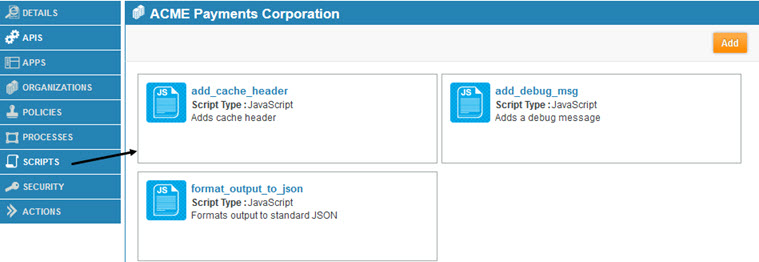 DETAILS
APIS
APPS
ORGANIZATIONS
POLICIES
PROCESSES
SCRIPTS
SECURITY
ACTIONS
ACME Payments Corporation
Add
JS
add_cache_header
Script Type : JavaScript
Adds cache header
JS
add_debug_msg
Script Type : JavaScript
Adds a debug message
JS
format_output_to_json
Script Type : JavaScript
Formats output to standard JSON